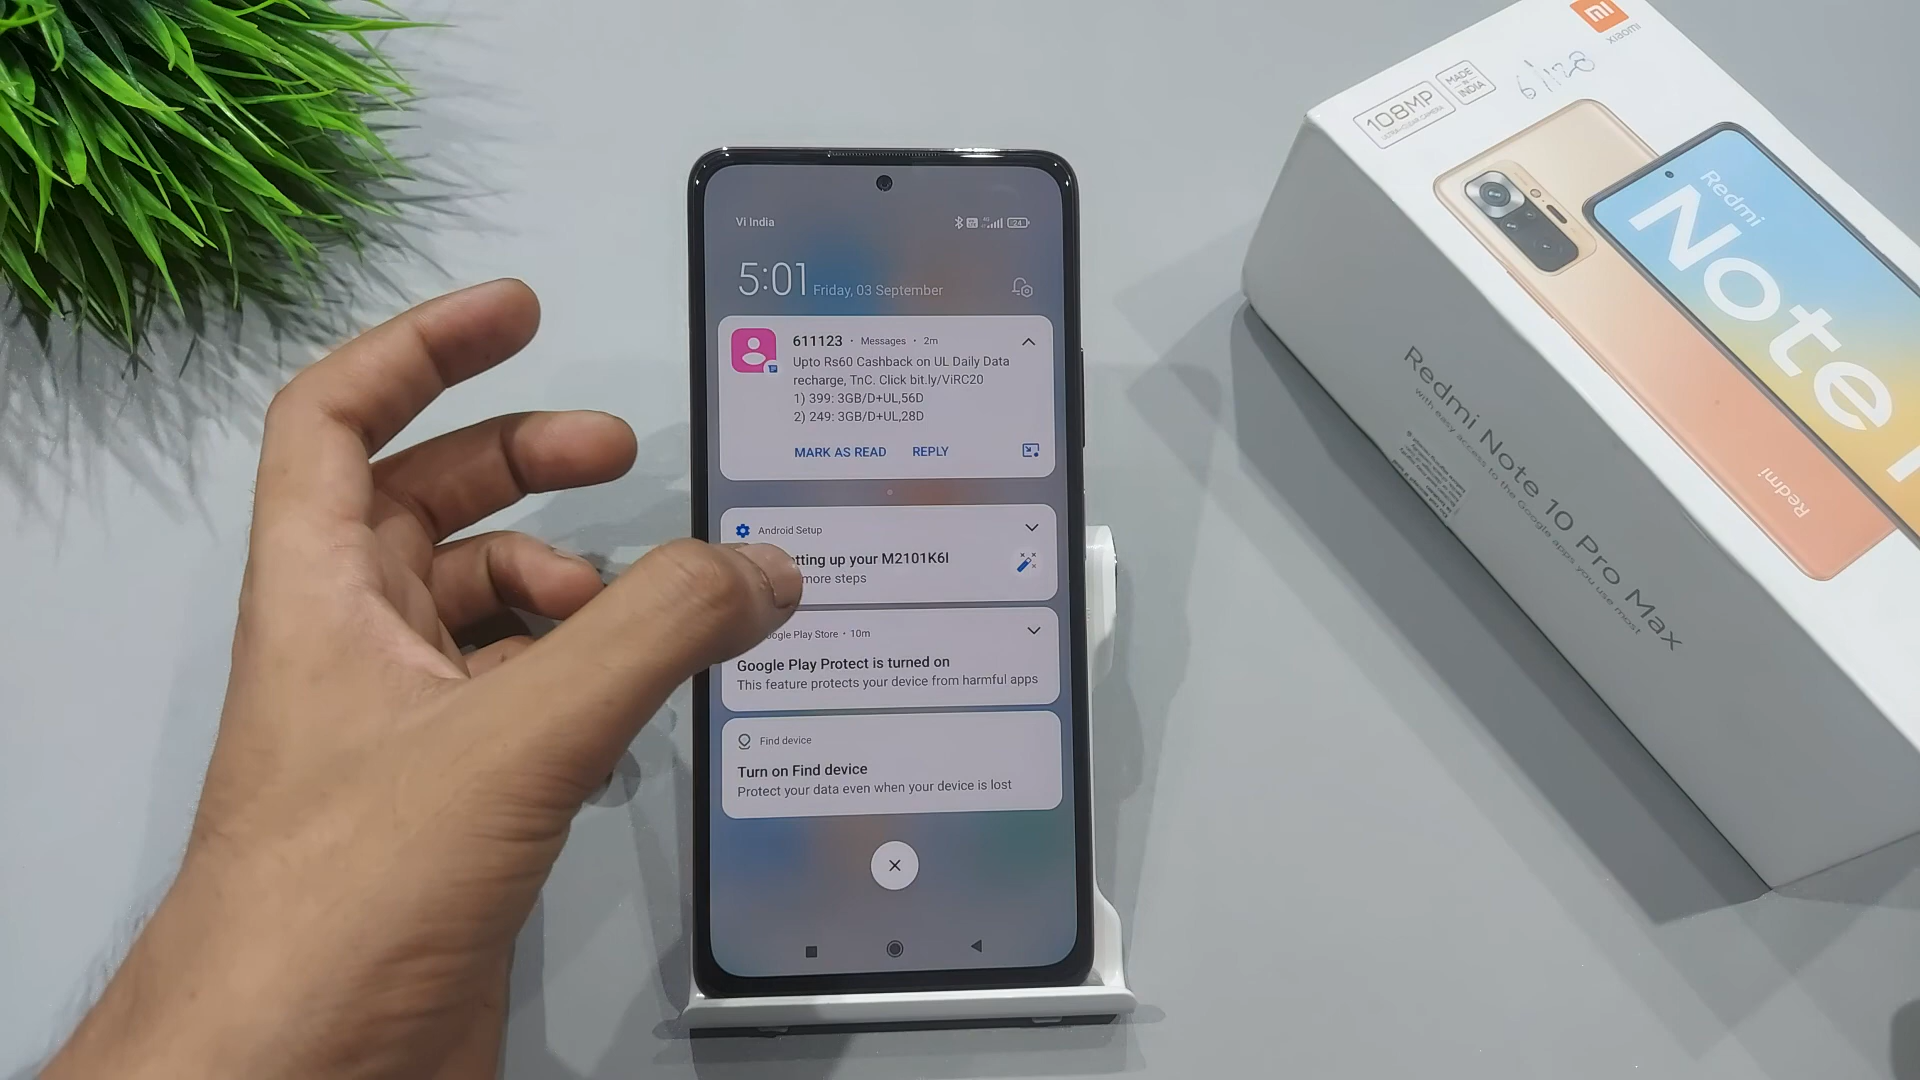 Vi India
24
5:01 Friday, 03 September
611123 • Messages • 2m
Upto Rs60 Cashback on UL Daily Data
recharge, TnC. Click bit.ly/ViRC20
1) 399: 3GB/D+UL,56D
2) 249: 3GB/D+UL,28D
MARK AS READ REPLY
Android Setup
tting up your M2101K6I
more steps
ogle Play Store • 10m
Google Play Protect is turned on
This feature protects your device from harmful apps
Find device
Turn on Find device
Protect your data even when your device is lost
mi
xiaomi
108MP
ULTRA-CLEAR CAMERA
MADE
IN
INDIA
Redmi
Note 1
Redmi
Redmi Note 10 Pro Max
with easy access to the Google apps you use most